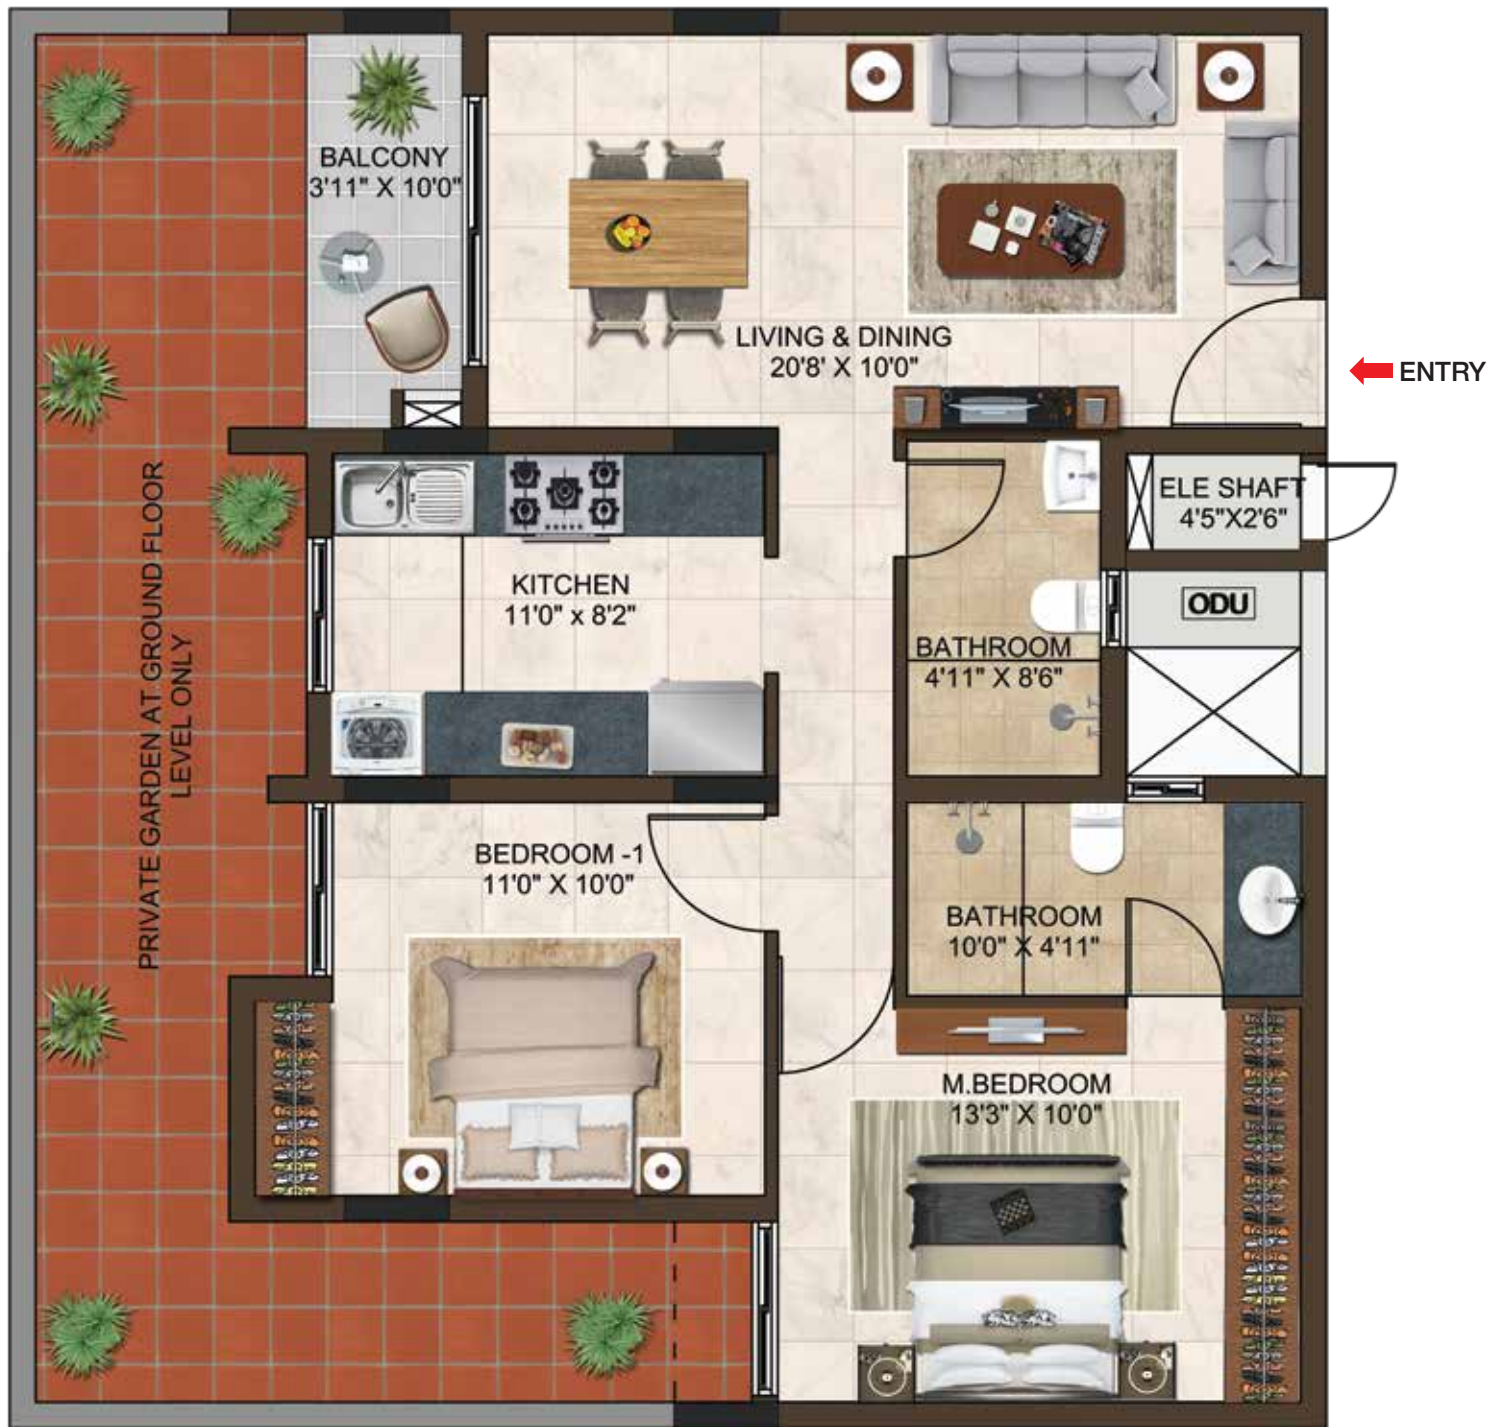 BALCONY
3'11" X 10'0"
LIVING & DINING
20'8' X 10'0"
ENTRY
ELE SHAFT
4'5"X2'6"
KITCHEN
11'0" x 8'2"
ODU
BATHROOM
4'11" X 8'6"
PRIVATE GARDEN AT GROUND FLOOR
LEVEL ONLY
BEDROOM -1
11'0" X 10'0"
BATHROOM
10'0" X 4'11"
M.BEDROOM
13'3" X 10'0"